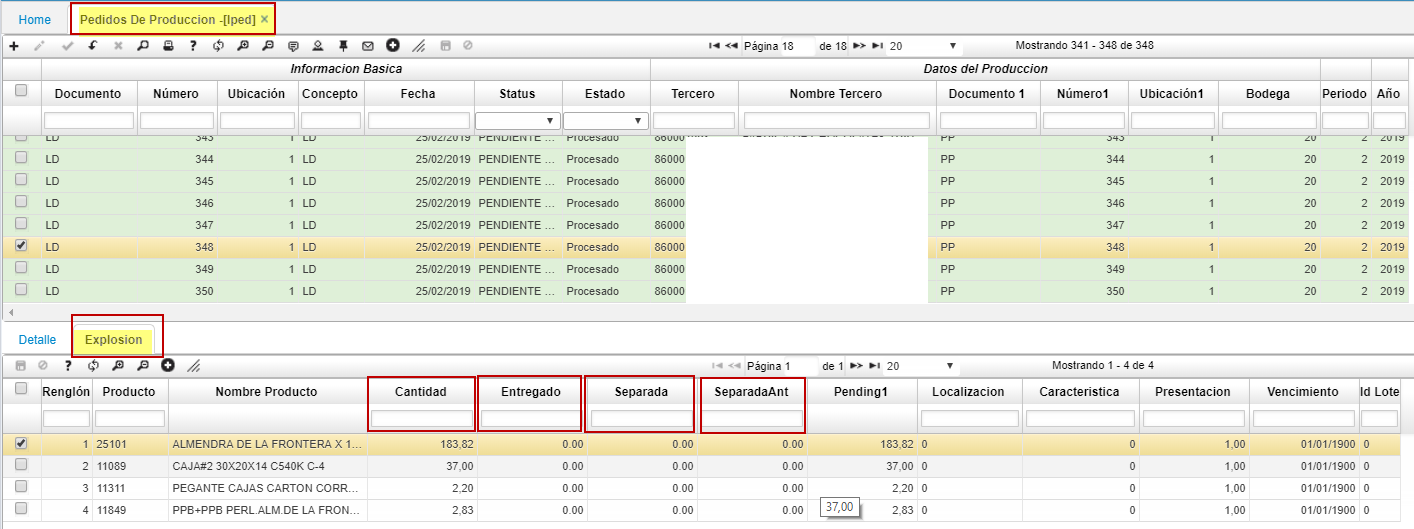 Home Pedidos De Produccion -[Iped] ×
Página 18 de 18 20 Mostrando 341 - 348 de 348
Informacion Basica Datos del Produccion
Documento Número Ubicación Concepto Fecha Status Estado Tercero Nombre Tercero Documento 1 Número1 Ubicación1 Bodega Periodo Año
LD 343 1 LD 25/02/2019 PENDIENTE ... Procesado 86000 PP 343 1 20 2 2019
LD 344 1 LD 25/02/2019 PENDIENTE ... Procesado 86000 PP 344 1 20 2 2019
LD 345 1 LD 25/02/2019 PENDIENTE ... Procesado 86000 PP 345 1 20 2 2019
LD 346 1 LD 25/02/2019 PENDIENTE ... Procesado 86000 PP 346 1 20 2 2019
LD 347 1 LD 25/02/2019 PENDIENTE ... Procesado 86000 PP 347 1 20 2 2019
LD 348 1 LD 25/02/2019 PENDIENTE ... Procesado 86000 PP 348 1 20 2 2019
LD 349 1 LD 25/02/2019 PENDIENTE ... Procesado 86000 PP 349 1 20 2 2019
LD 350 1 LD 25/02/2019 PENDIENTE ... Procesado 86000 PP 350 1 20 2 2019
Detalle Explosion
Página 1 de 1 20 Mostrando 1 - 4 de 4
Renglón Producto Nombre Producto Cantidad Entregado Separada SeparadaAnt Pending1 Localizacion Caracteristica Presentacion Vencimiento Id Lote
1 25101 ALMENDRA DE LA FRONTERA X 1... 183,82 0.00 0.00 0.00 183,82 0 0 1,00 01/01/1900 0
2 11089 CAJA#2 30X20X14 C540K C-4 37,00 0.00 0.00 0.00 37,00 0 0 1,00 01/01/1900 0
3 11311 PEGANTE CAJAS CARTON CORR... 2,20 0.00 0.00 0.00 2,20 0 0 1,00 01/01/1900 0
4 11849 PPB+PPB PERL.ALM.DE LA FRON... 2,83 0.00 0.00 0.00 2,83 0 0 1,00 01/01/1900 0
37,00